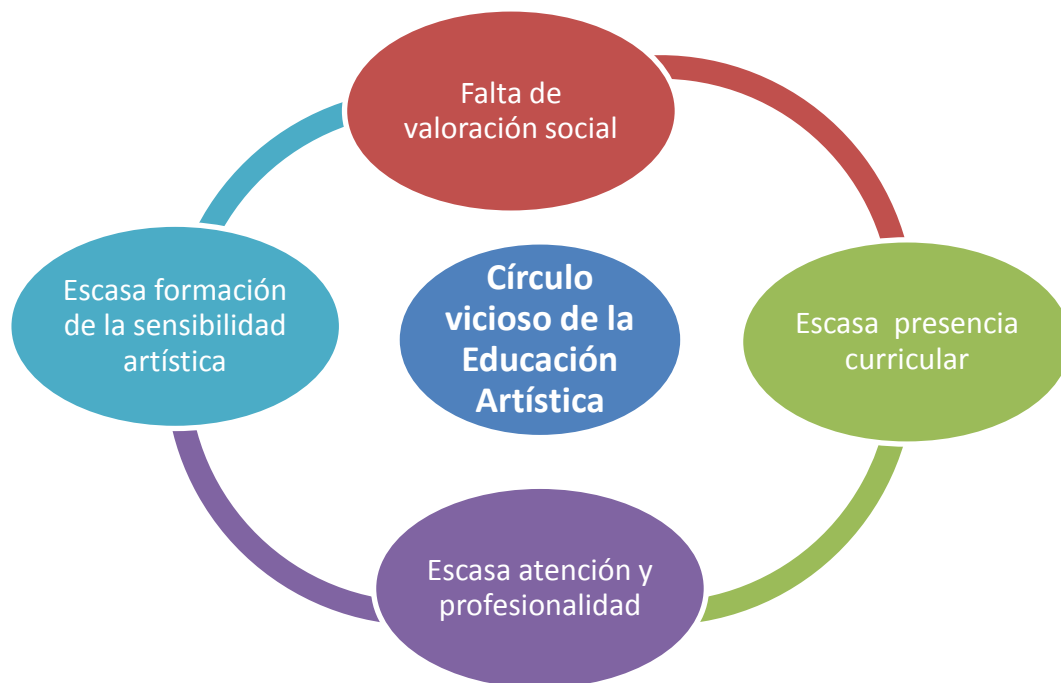 Falta de
valoración social
Escasa formación
de la sensibilidad
artística
Círculo
vicioso de la
Educación
Artística
Escasa presencia
curricular
Escasa atención y
profesionalidad